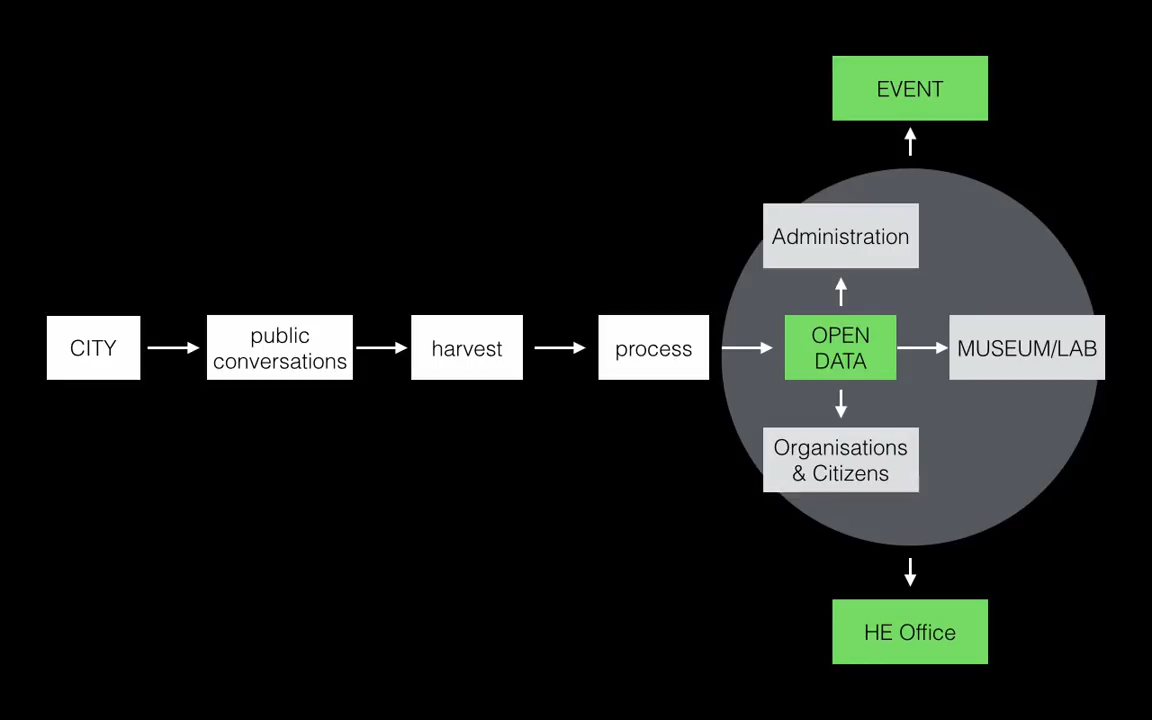 EVENT
Administration
CITY
public
conversations
harvest
process
OPEN
DATA
MUSEUM/LAB
Organisations
& Citizens
HE Office